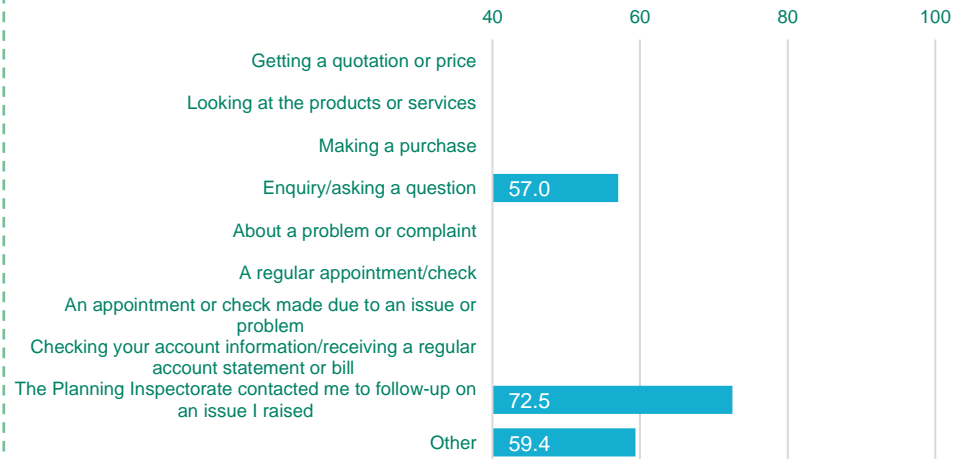 40 60 80 100
Getting a quotation or price
Looking at the products or services
Making a purchase
Enquiry/asking a question 57.0
About a problem or complaint
A regular appointment/check
An appointment or check made due to an issue or
problem
Checking your account information/receiving a regular
account statement or bill
The Planning Inspectorate contacted me to follow-up on
an issue I raised 72.5
Other 59.4